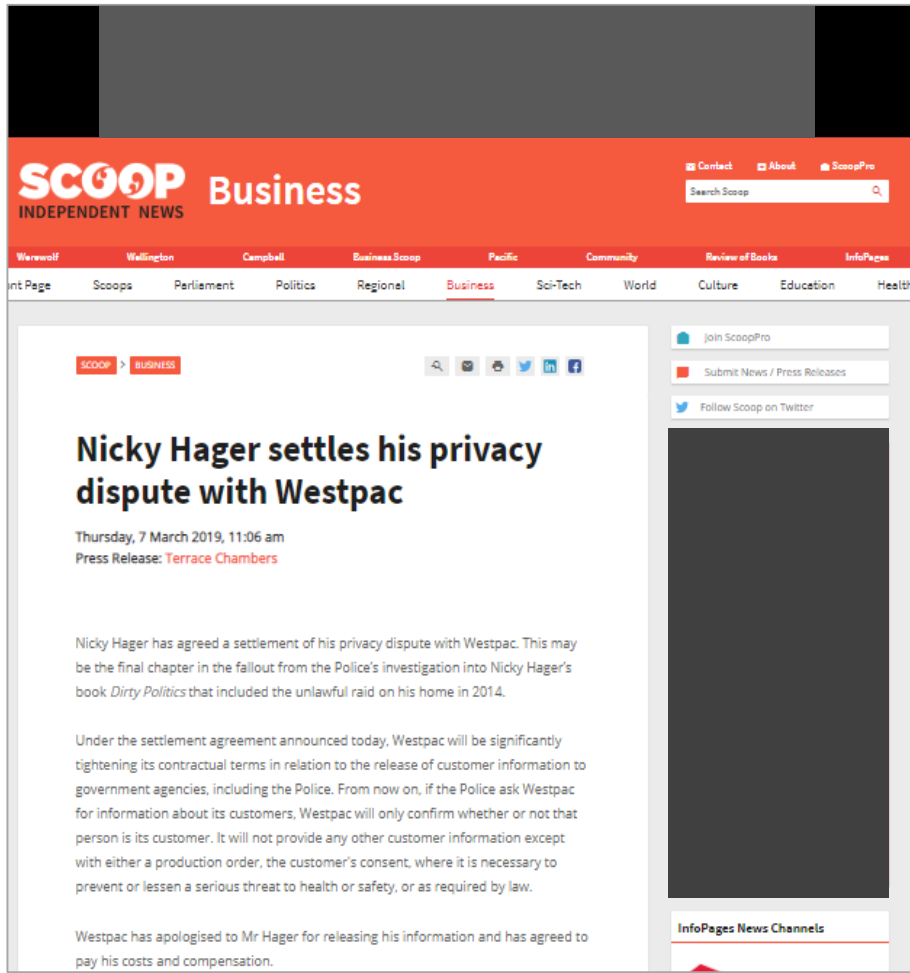 SCOOP
INDEPENDENT NEWS
Business
Contact About ScoopPro
Search Scoop
Werewolf Wellington Campbell Business.Scoop Pacific Community Review of Books InfoPages
nt Page Scoops Parliament Politics Regional Business Sci-Tech World Culture Education Health
SCOOP > BUSINESS
Nicky Hager settles his privacy
dispute with Westpac
Thursday, 7 March 2019, 11:06 am
Press Release: Terrace Chambers
Nicky Hager has agreed a settlement of his privacy dispute with Westpac. This may
be the final chapter in the fallout from the Police's investigation into Nicky Hager's
book Dirty Politics that included the unlawful raid on his home in 2014.
Under the settlement agreement announced today, Westpac will be significantly
tightening its contractual terms in relation to the release of customer information to
government agencies, including the Police. From now on, if the Police ask Westpac
for information about its customers, Westpac will only confirm whether or not that
person is its customer. It will not provide any other customer information except
with either a production order, the customer's consent, where it is necessary to
prevent or lessen a serious threat to health or safety, or as required by law.
Westpac has apologised to Mr Hager for releasing his information and has agreed to
pay his costs and compensation.
Join ScoopPro
Submit News / Press Releases
Follow Scoop on Twitter
InfoPages News Channels